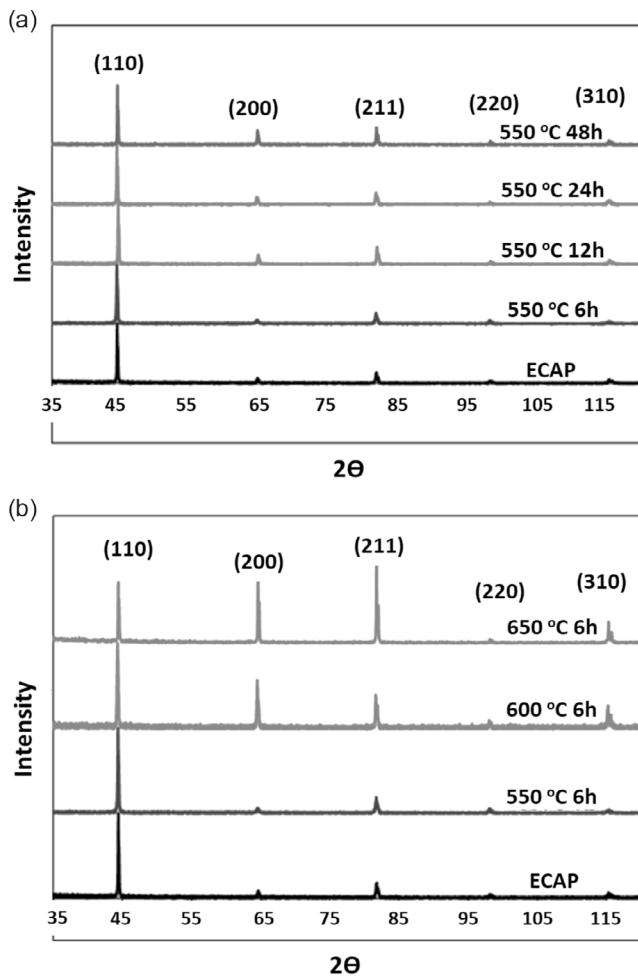 (a)
(110)
(200)
(211)
(220)
(310)
550 °C 48h
550 °C 24h
550 °C 12h
550 °C 6h
ECAP
Intensity
35 45 55 65 75 85 95 105 115
2Θ
(b)
(110)
(200)
(211)
(220)
(310)
650 °C 6h
600 °C 6h
550 °C 6h
ECAP
Intensity
35 45 55 65 75 85 95 105 115
2Θ